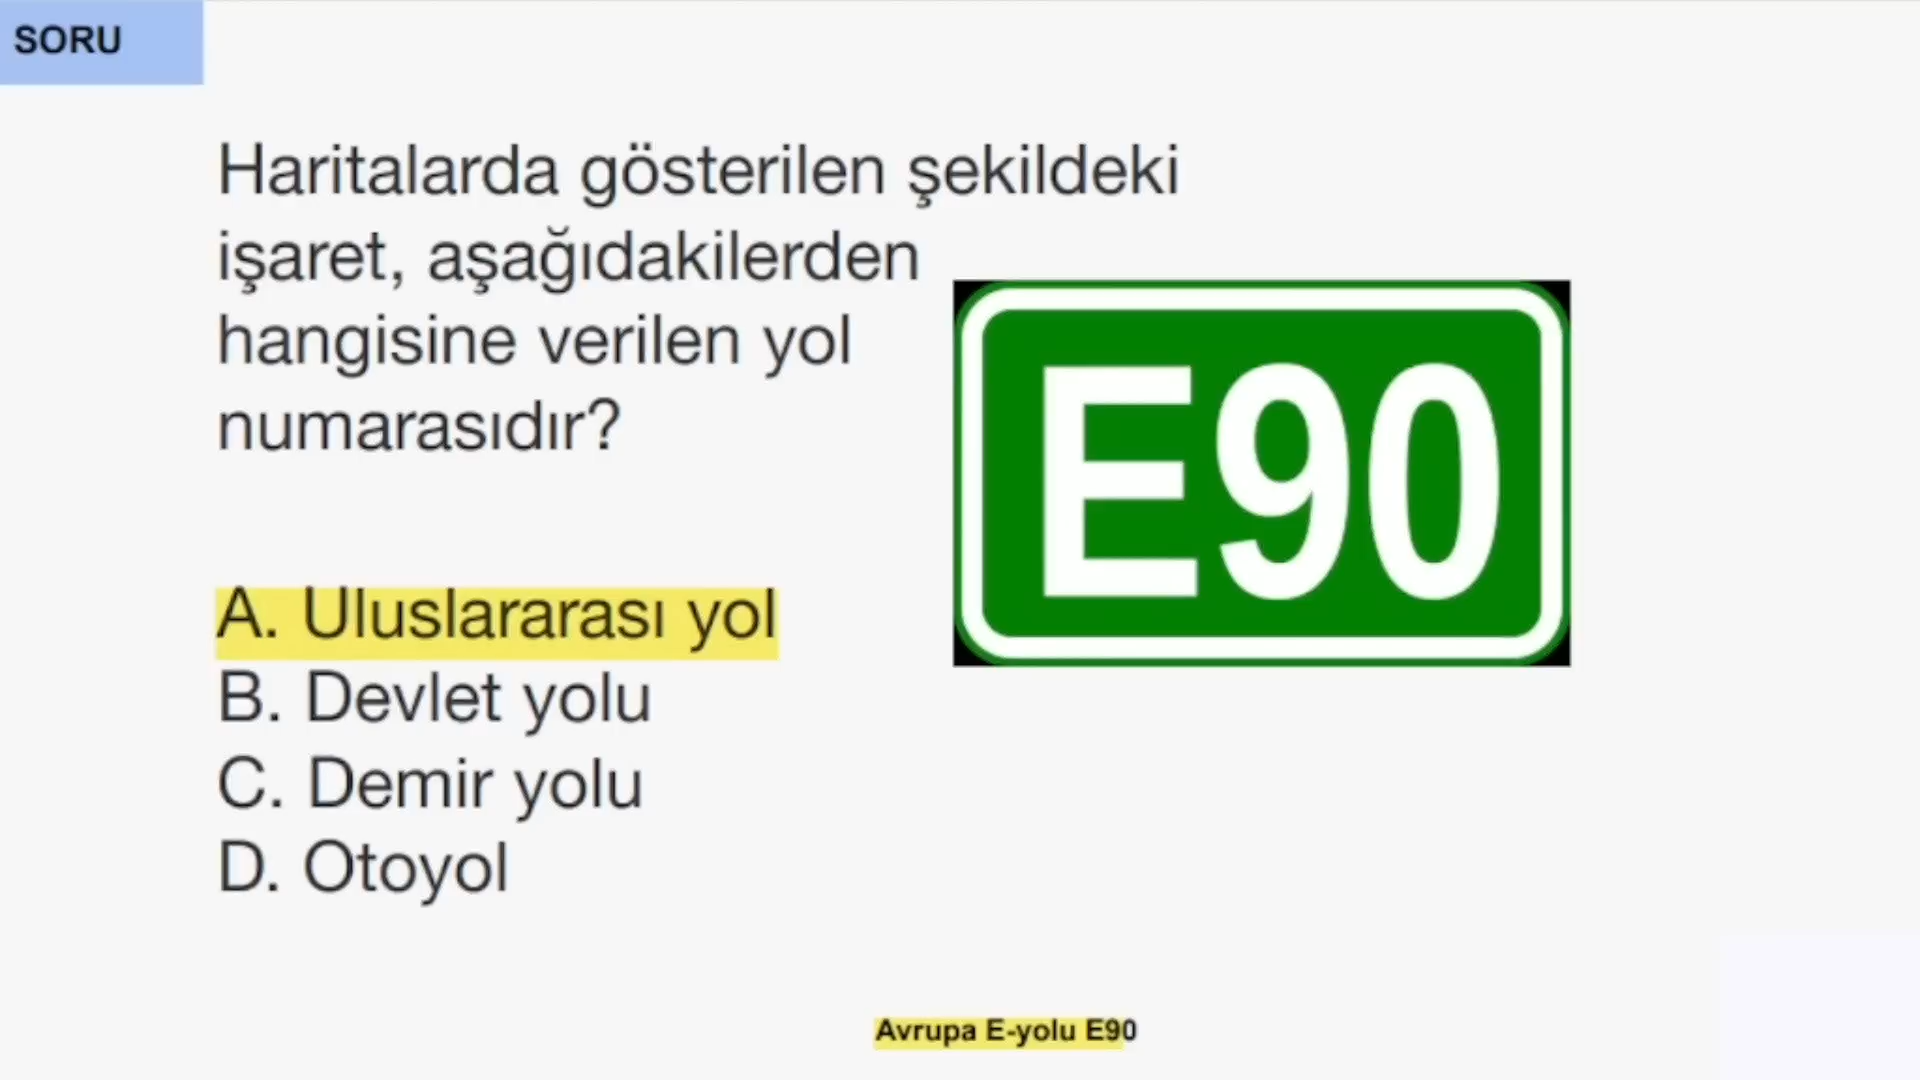 SORU
Haritalarda gösterilen şekildeki
işaret, aşağıdakilerden
hangisine verilen yol
numarasıdır?
E90
A. Uluslararası yol
B. Devlet yolu
C. Demir yolu
D. Otoyol
Avrupa E-yolu E90